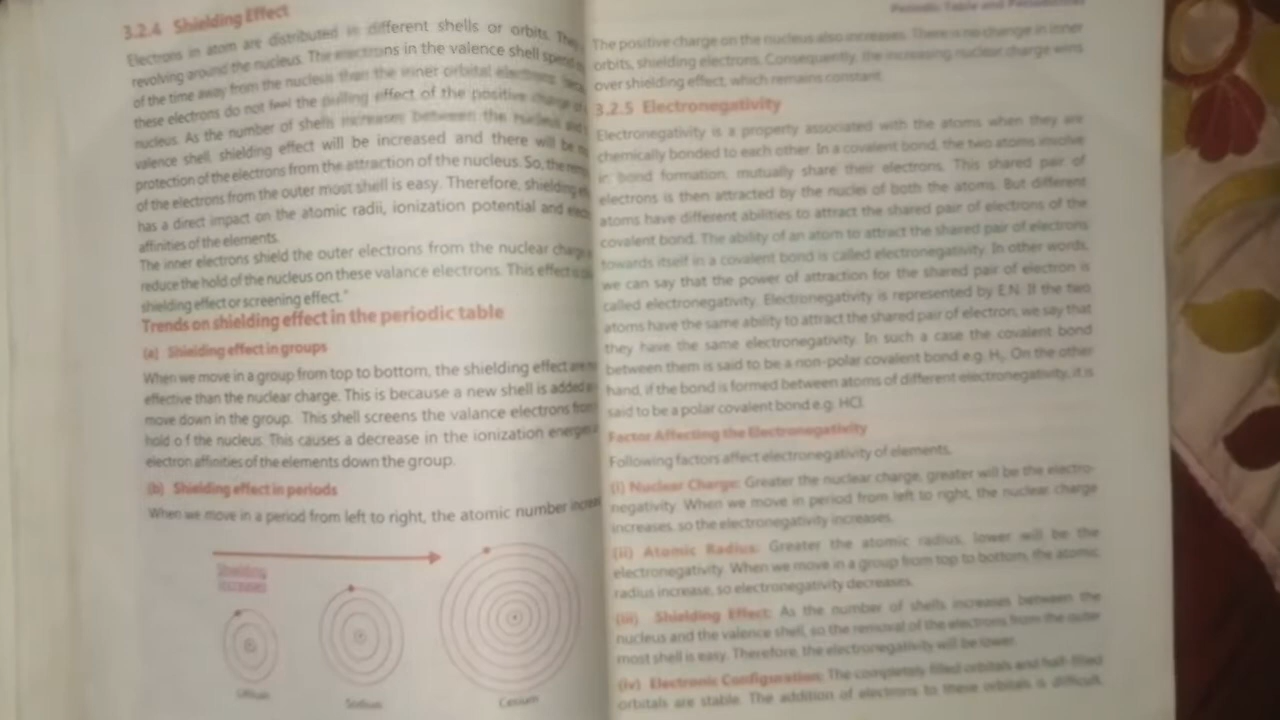 3.2.4 Shielding Effect
Electrons in atom are distributed in different shells or orbits. They
revolving around the nucleus. The electrons in the valence shell spend
of the time away from the nucleus than the inner orbital electrons
these electrons do not feel the pulling effect of the positive charge of
nucleus. As the number of shells increases between the nucleus and
valence shell, shielding effect will be increased and there will be
protection of the electrons from the attraction of the nucleus. So, the
of the electrons from the outer most shell is easy. Therefore, shielding
has a direct impact on the atomic radii, ionization potential and
affinities of the elements.
The inner electrons shield the outer electrons from the nuclear charge
reduce the hold of the nucleus on these valance electrons. This effect is
shielding effect or screening effect."
Trends on shielding effect in the periodic table
(a) Shielding effect in groups
When we move in a group from top to bottom, the shielding effect are
effective than the nuclear charge. This is because a new shell is added
move down in the group. This shell screens the valance electrons from
hold o f the nucleus. This causes a decrease in the ionization energies
electron affinities of the elements down the group.
(b) Shielding effect in periods
When we move in a period from left to right, the atomic number
Shielding
increases
Lithium
Sodium
Cesium
Periodic Table and
The positive charge on the nucleus also increases. There is no change in inner
orbits, shielding electrons. Consequently, the increasing nuclear charge wins
over shielding effect, which remains constant.
3.2.5 Electronegativity
Electronegativity is a property associated with the atoms when they are
chemically bonded to each other. In a covalent bond, the two atoms involve
in bond formation, mutually share their electrons. This shared pair of
electrons is then attracted by the nuclei of both the atoms. But different
atoms have different abilities to attract the shared pair of electrons of the
covalent bond. The ability of an atom to attract the shared pair of electrons
towards itself in a covalent bond is called electronegativity. In other words,
we can say that the power of attraction for the shared pair of electron is
called electronegativity. Electronegativity is represented by E.N. If the two
atoms have the same ability to attract the shared pair of electron, we say that
they have the same electronegativity. In such a case the covalent bond
between them is said to be a non-polar covalent bond e.g. H₂. On the other
hand, if the bond is formed between atoms of different electronegativity, it is
said to be a polar covalent bond e.g. HCl.
Factor Affecting the Electronegativity
Following factors affect electronegativity of elements.
(i) Nuclear Charge: Greater the nuclear charge, greater will be the electro-
negativity. When we move in period from left to right, the nuclear charge
increases, so the electronegativity increases.
(ii) Atomic Radius: Greater the atomic radius, lower will be the
electronegativity. When we move in a group from top to bottom, the atomic
radius increase, so electronegativity decreases.
(iii) Shielding Effect: As the number of shells increases between the
nucleus and the valence shell, so the removal of the electrons from the outer
most shell is easy. Therefore, the electronegativity will be lower.
(iv) Electronic Configuration: The completely filled orbitals and half-filled
orbitals are stable. The addition of electrons to these orbitals is difficult.